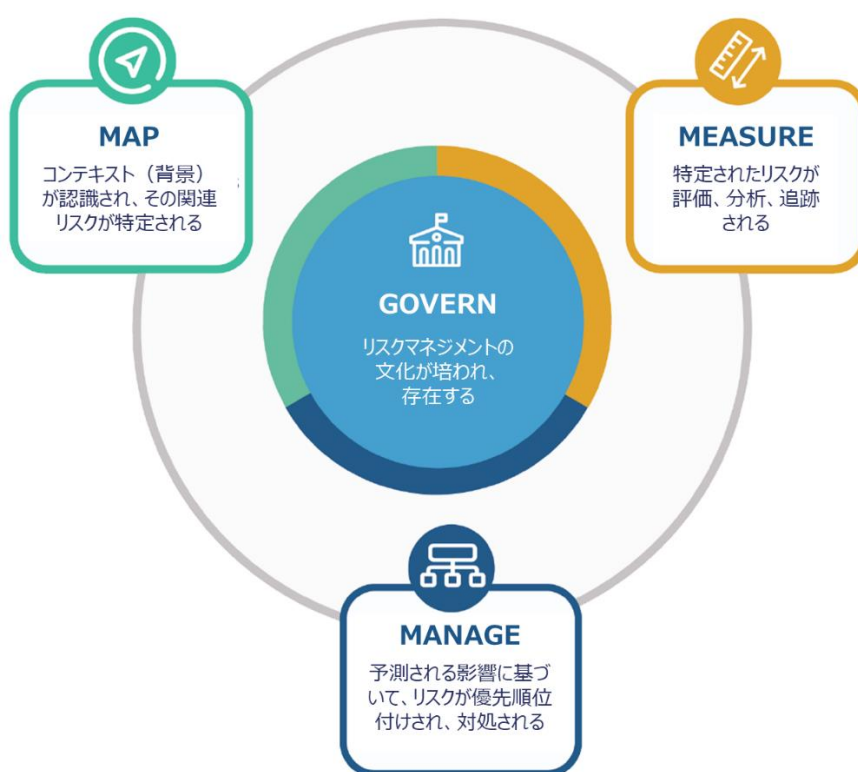 MAP
コンテキスト（背景）
が認識され、その関連
リスクが特定される
MEASURE
特定されたリスクが
評価、分析、追跡
される
GOVERN
リスクマネジメントの
文化が培われ、
存在する
MANAGE
予測される影響に基づ
いて、リスクが優先順位
付けされ、対処される